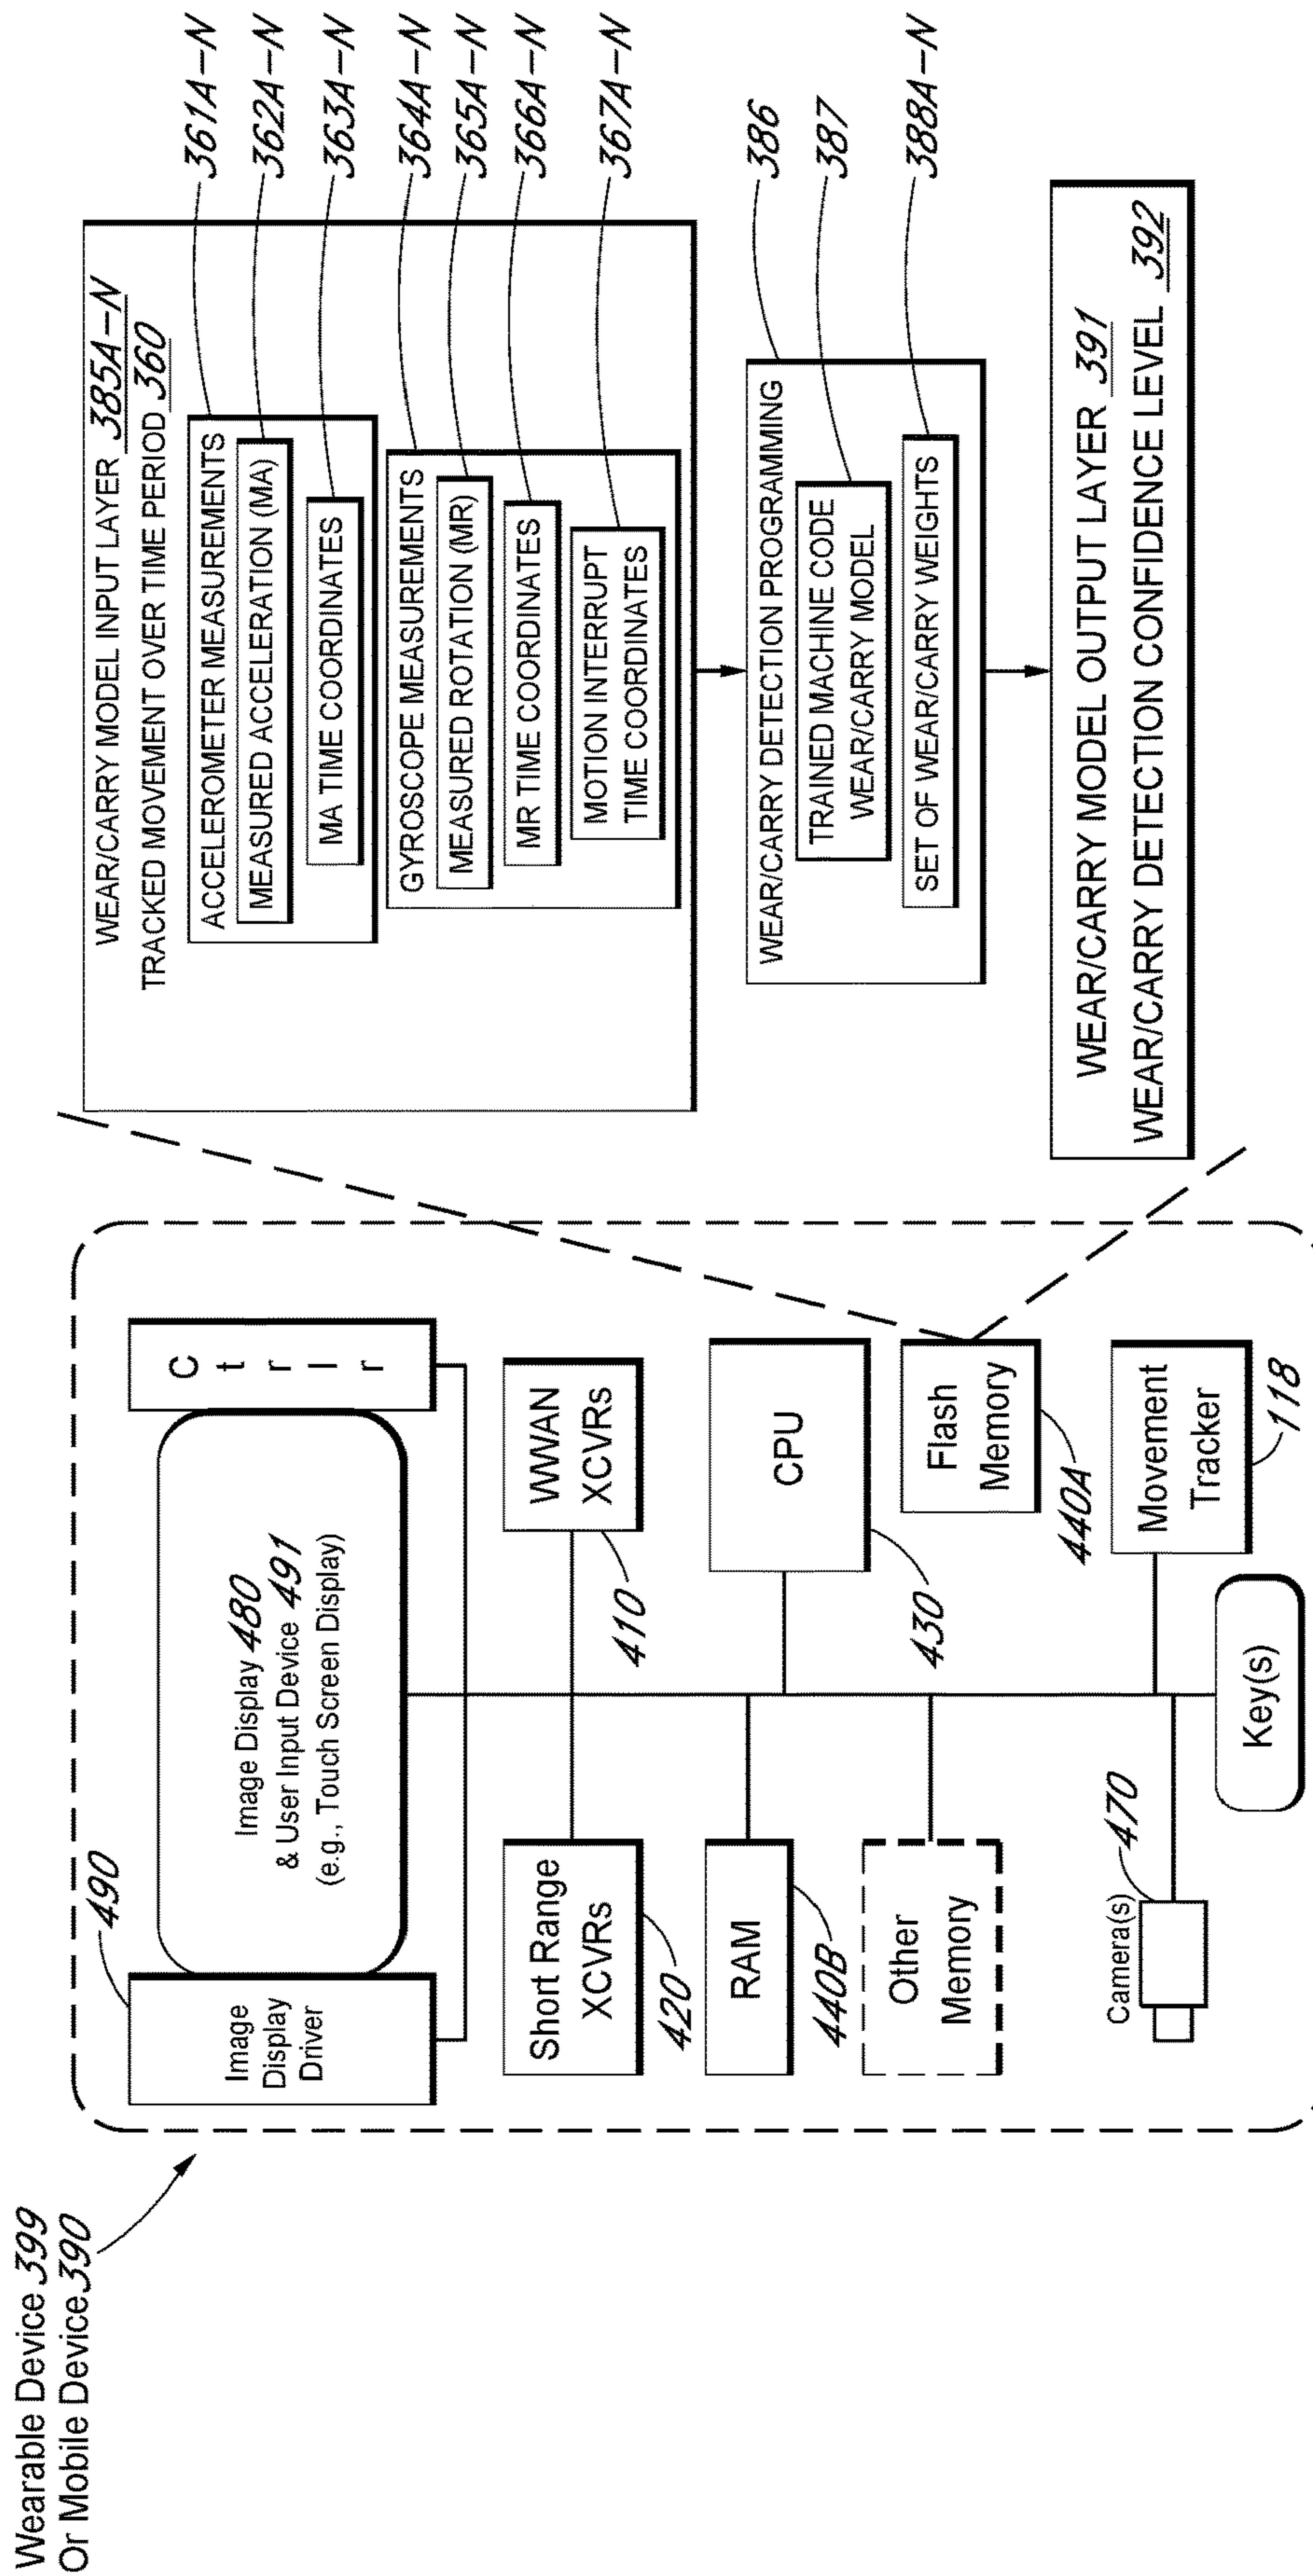 Wearable Device 399
Or Mobile Device 390
490
Image
Display
Driver
Image Display 480
& User Input Device 491
(e.g., Touch Screen Display)
C
t
r
l
r
Short Range
XCVRs
420
WWAN
XCVRs
410
RAM
440B
CPU
430
Other
Memory
Flash
Memory
440A
Camera(s)
470
Movement
Tracker
118
Key(s)
WEAR/CARRY MODEL INPUT LAYER 385A-N
TRACKED MOVEMENT OVER TIME PERIOD 360
ACCELEROMETER MEASUREMENTS
361A-N
MEASURED ACCELERATION (MA)
362A-N
MA TIME COORDINATES
363A-N
GYROSCOPE MEASUREMENTS
364A-N
MEASURED ROTATION (MR)
365A-N
MR TIME COORDINATES
366A-N
MOTION INTERRUPT
TIME COORDINATES
367A-N
WEAR/CARRY DETECTION PROGRAMMING
386
TRAINED MACHINE CODE
WEAR/CARRY MODEL
387
SET OF WEAR/CARRY WEIGHTS
388A-N
WEAR/CARRY MODEL OUTPUT LAYER 391
WEAR/CARRY DETECTION CONFIDENCE LEVEL 392